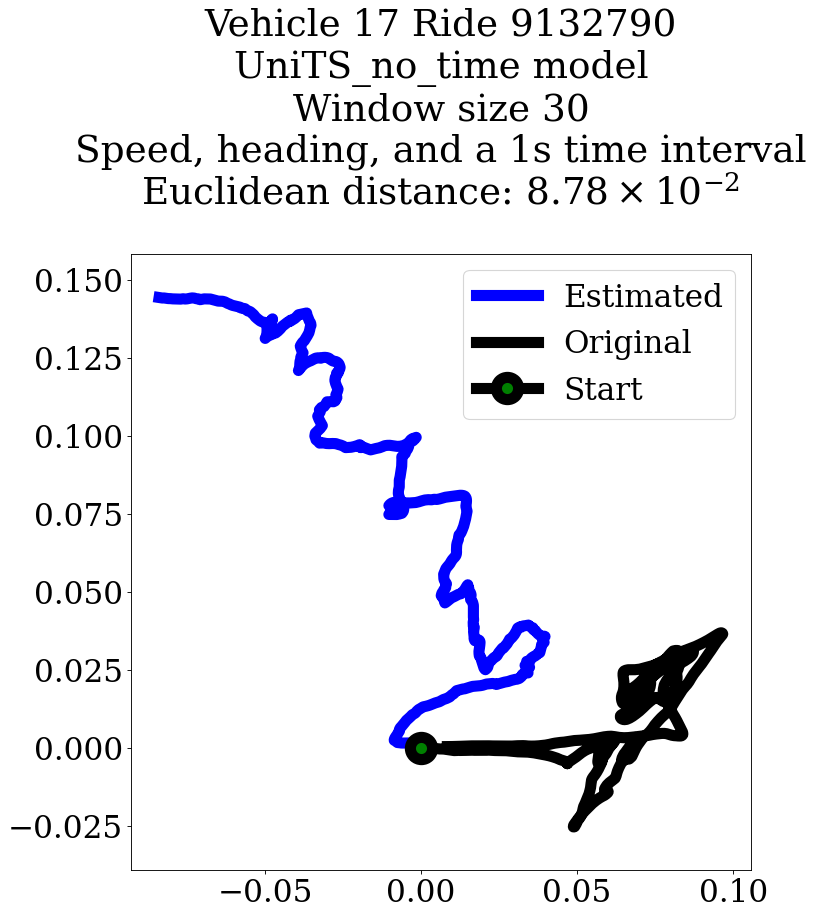 Vehicle 17 Ride 9132790
UniTS_no_time model
Window size 30
Speed, heading, and a 1s time interval
Euclidean distance: 8.78 × 10⁻²
Estimated
Original
Start
0.150
0.125
0.100
0.075
0.050
0.025
0.000
−0.025
−0.05 0.00 0.05 0.10